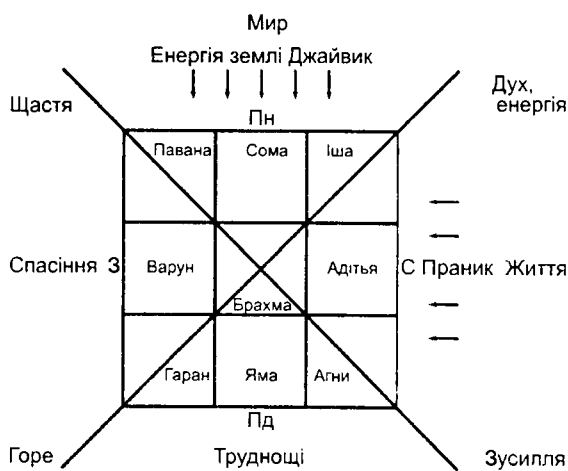 Мир
Енергія землі Джайвик
Щастя
Дух,
енергія
Пн
Павана Сома Іша
Спасіння З Варун Адітья С Праник Життя
Брахма
Гаран Яма Агни
Пд
Горе Труднощі Зусилля